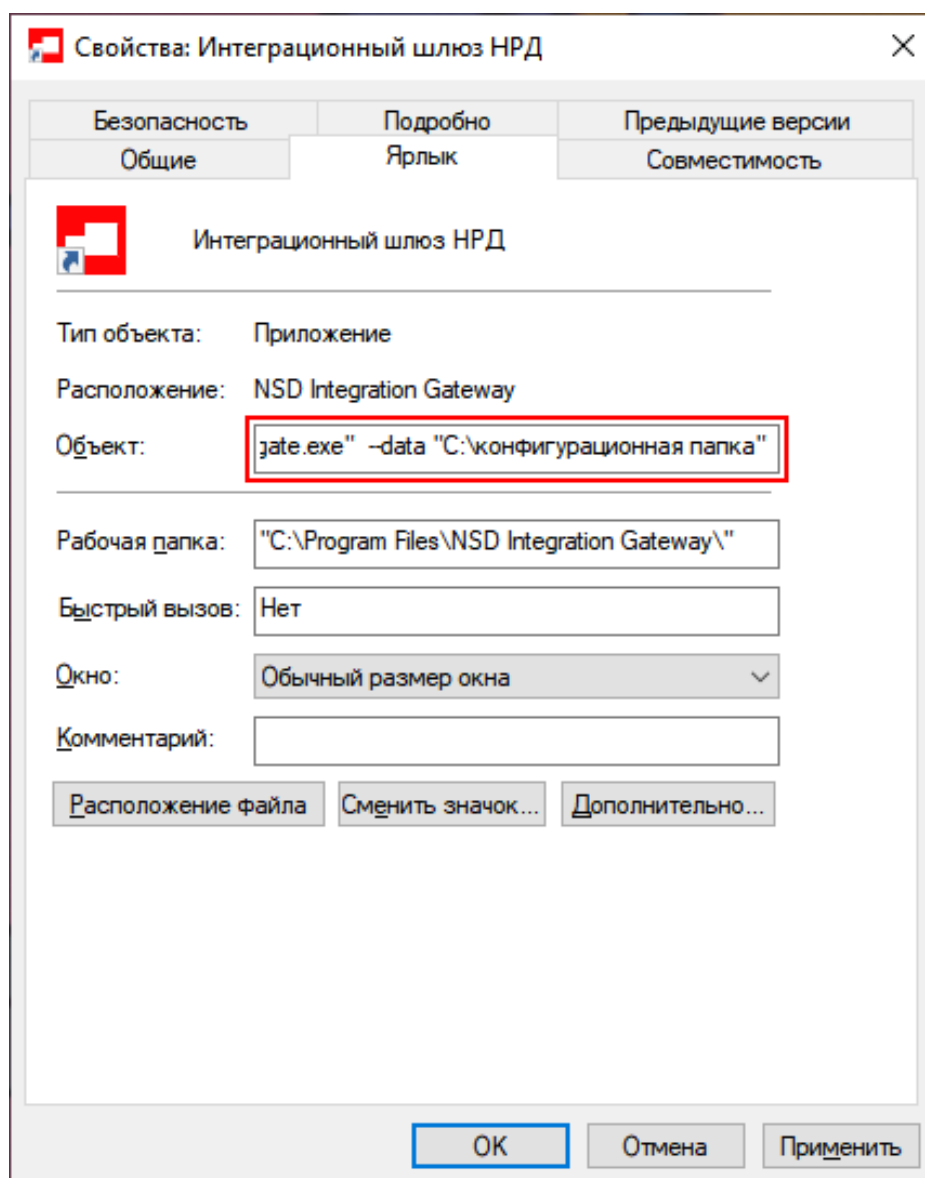 Свойства: Интеграционный шлюз НРД
Безопасность Подробно Предыдущие версии
Общие Ярлык Совместимость
Интеграционный шлюз НРД
Тип объекта: Приложение
Расположение: NSD Integration Gateway
Объект: gate.exe" --data "C:\конфигурационная папка"
Рабочая папка: "C:\Program Files\NSD Integration Gateway\"
Быстрый вызов: Нет
Окно: Обычный размер окна
Комментарий:
Расположение файла Сменить значок... Дополнительно...
OK Отмена Применить